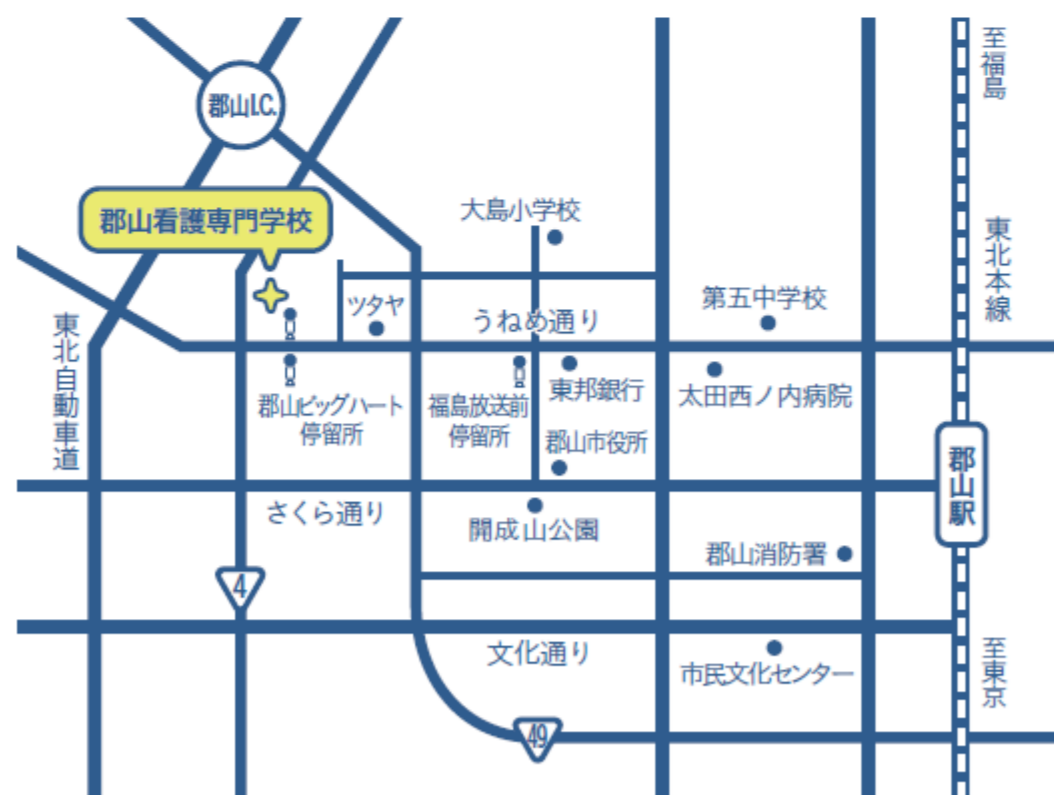 至福島
郡山I.C.
郡山看護専門学校
大島小学校
東北本線
ツタヤ
うねめ通り
第五中学校
東北自動車道
郡山ビッグハート
停留所
福島放送前
停留所
東邦銀行
太田西ノ内病院
郡山市役所
郡山駅
さくら通り
開成山公園
郡山消防署
4
文化通り
市民文化センター
至東京
49